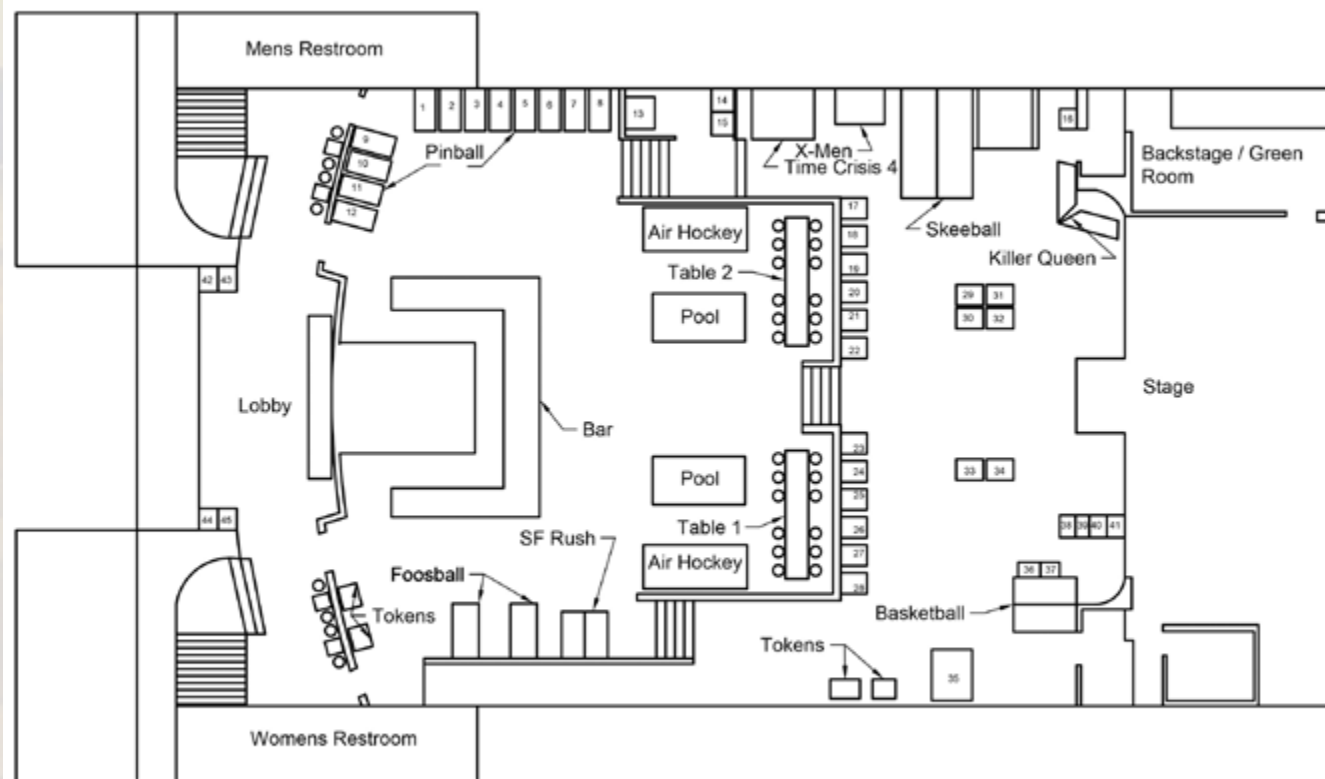 Mens Restroom
1
2
3
4
5
6
7
8
13
14
15
16
9
10
11
12
Pinball
X-Men
Time Crisis 4
Backstage / Green
Room
Skeeball
Killer Queen
Air Hockey
Table 2
Pool
17
18
19
20
21
22
29
31
30
32
42
43
Lobby
Bar
Stage
Pool
Table 1
Air Hockey
23
24
25
26
27
28
33
34
38
39
40
41
36
37
44
45
SF Rush
Foosball
Tokens
Basketball
Tokens
35
Womens Restroom